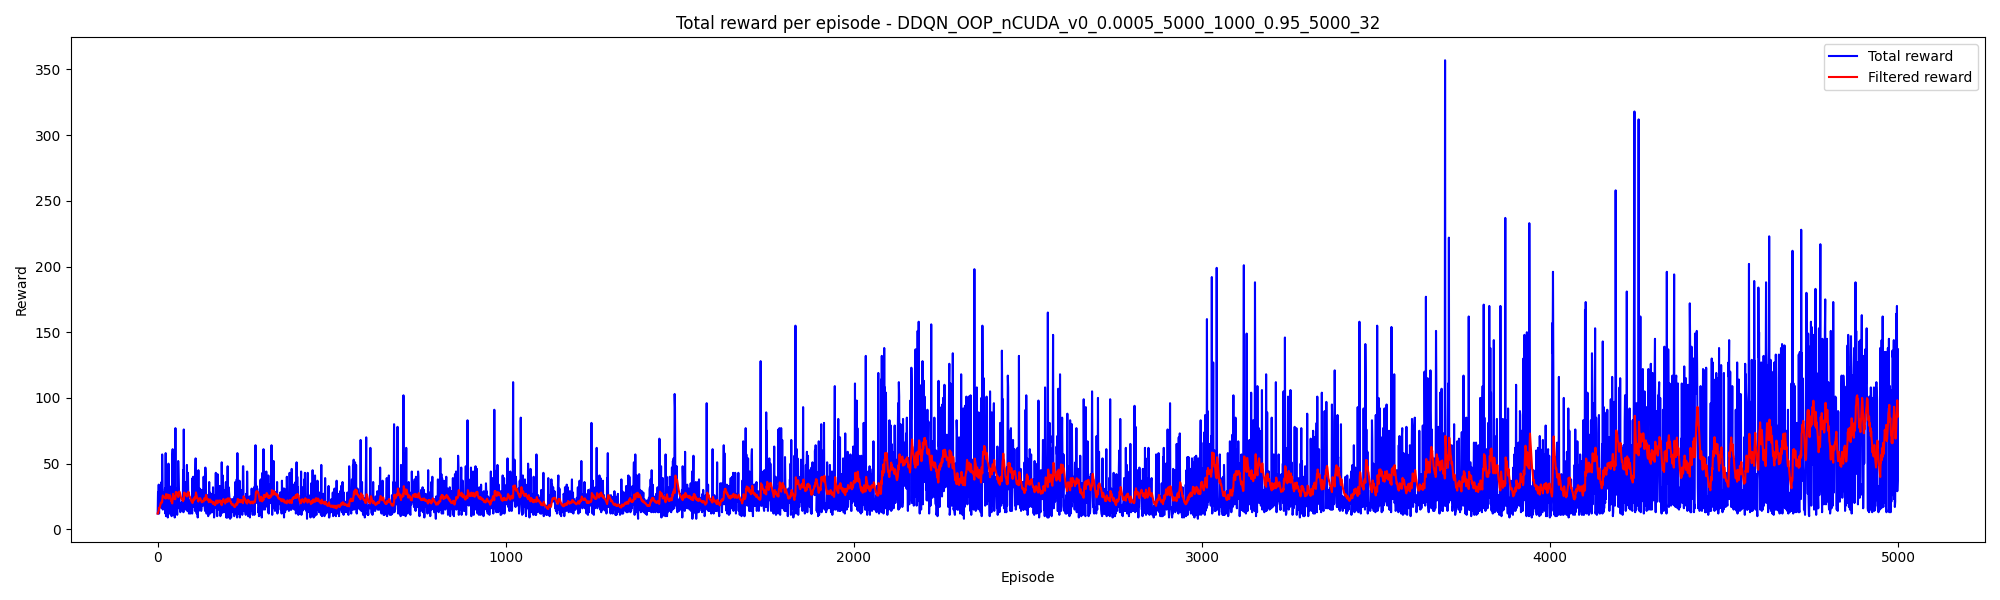 Total reward per episode - DDQN_OOP_nCUDA_v0_0.0005_5000_1000_0.95_5000_32
Total reward
Filtered reward
350
300
250
200
150
100
50
0
Reward
0 1000 2000 3000 4000 5000
Episode